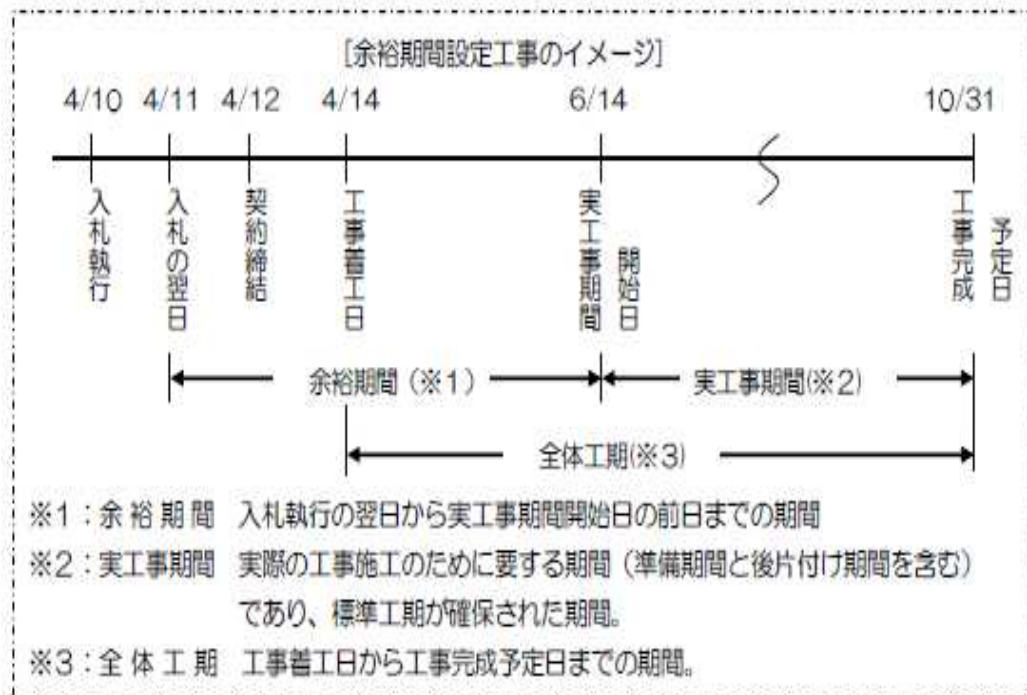 [余裕期間設定工事のイメージ]
4/10 4/11 4/12 4/14 6/14 10/31
入札執行
入札の翌日
契約締結
工事着工日
実工事期間
開始日
工事完成
予定日
余裕期間（※1） 実工事期間(※2)
全体工期(※3)
※1：余裕期間 入札執行の翌日から実工事期間開始日の前日までの期間
※2：実工事期間 実際の工事施工のために要する期間（準備期間と後片付け期間を含む）
であり、標準工期が確保された期間。
※3：全体工期 工事着工日から工事完成予定日までの期間。